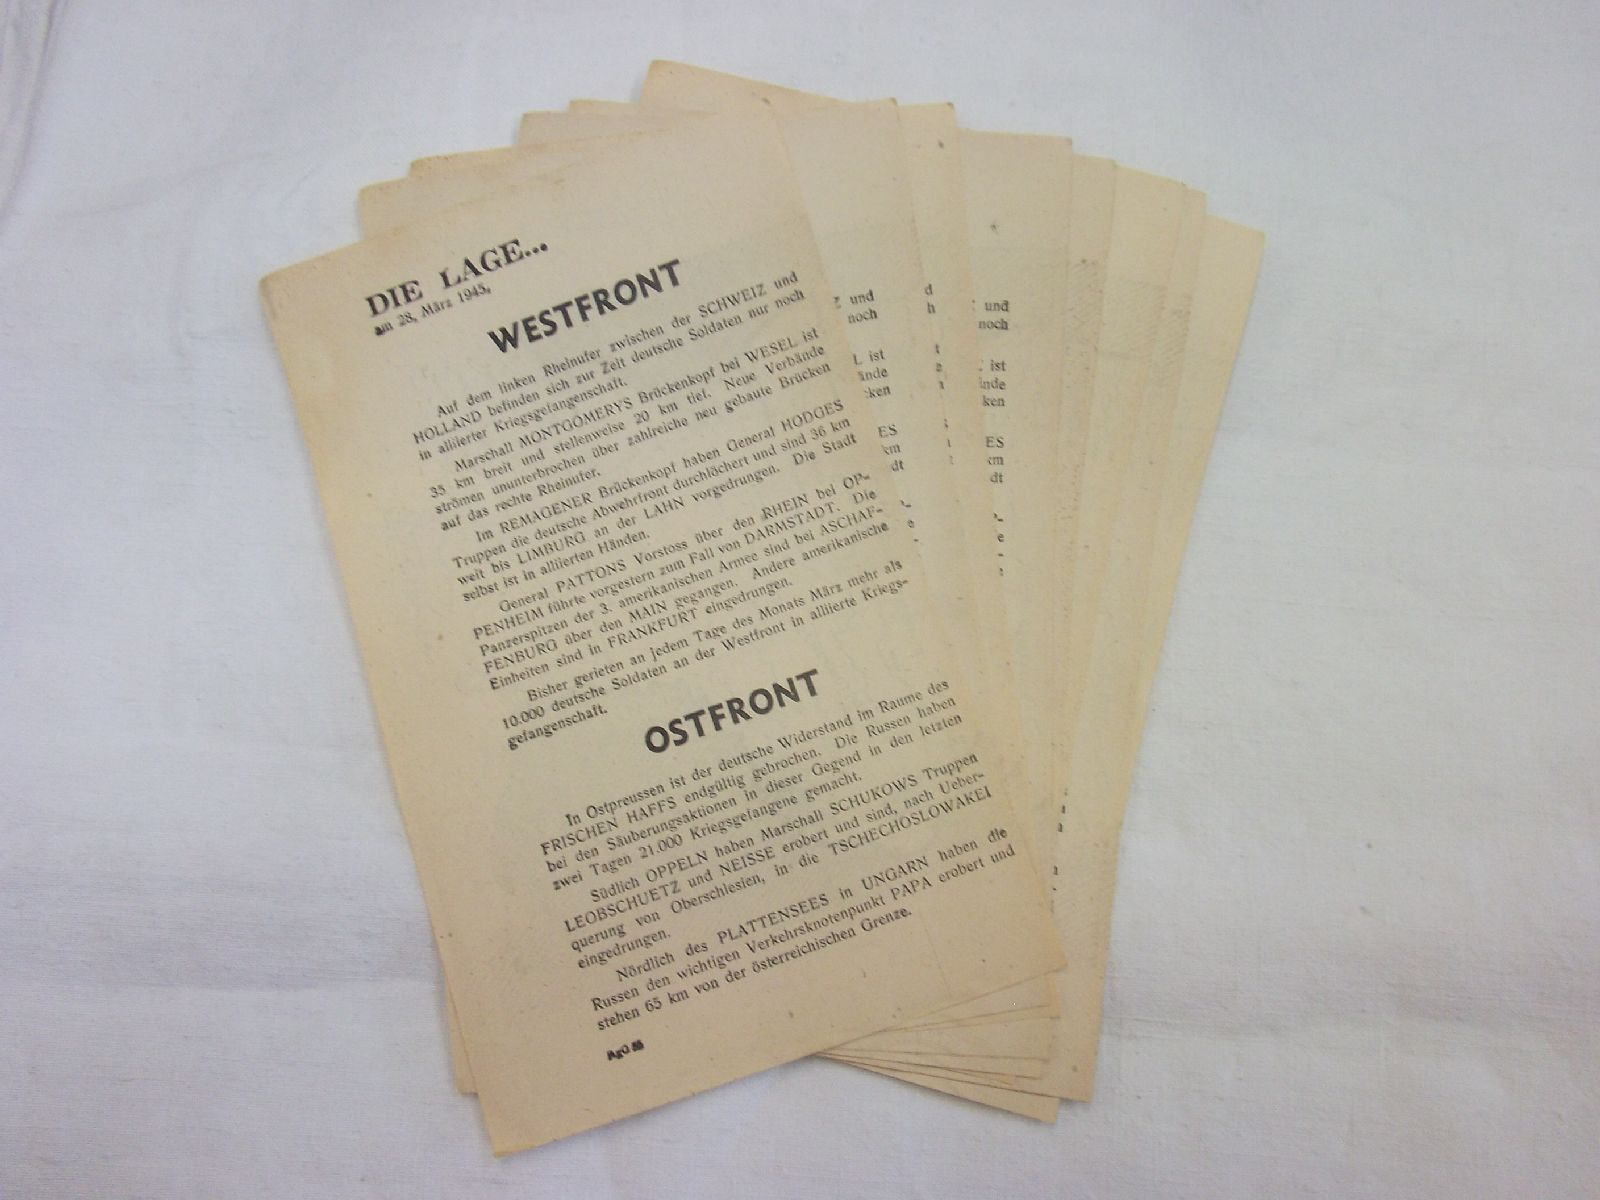 DIE LAGE...
am 28. März 1945.
WESTFRONT
Auf dem linken Rheinufer zwischen der SCHWEIZ und
HOLLAND befinden sich zur Zeit deutsche Soldaten nur noch
in alliierter Kriegsgefangenschaft.
Marschall MONTGOMERYS Brückenkopf bei WESEL ist
35 km breit und stellenweise 20 km tief. Neue Verbände
strömen ununterbrochen über zahlreiche neu gebaute Brücken
auf das rechte Rheinufer.
Im REMAGENER Brückenkopf haben General HODGES
Truppen die deutsche Abwehrfront durchlöchert und sind 36 km
weit bis LIMBURG an der LAHN vorgedrungen. Die Stadt
selbst ist in alliierten Händen.
General PATTONS Vorstoss über den RHEIN bei OP-
PENHEIM führte vorgestern zum Fall von DARMSTADT. Die
Panzerspitzen der 3. amerikanischen Armee sind bei ASCHAF-
FENBURG über den MAIN gegangen. Andere amerikanische
Einheiten sind in FRANKFURT eingedrungen.
Bisher gerieten an jedem Tage des Monats März mehr als
10.000 deutsche Soldaten an der Westfront in alliierte Kriegs-
gefangenschaft.
OSTFRONT
In Ostpreussen ist der deutsche Widerstand im Raume des
FRISCHEN HAFFS endgültig gebrochen. Die Russen haben
bei den Säuberungsaktionen in dieser Gegend in den letzten
zwei Tagen 21.000 Kriegsgefangene gemacht.
Südlich OPPELN haben Marschall SCHUKOWS Truppen
LEOBSCHUETZ und NEISSE erobert und sind, nach Ueber-
querung von Oberschlesien, in die TSCHECHOSLOWAKEI
eingedrungen.
Nördlich des PLATTENSEES in UNGARN haben die
Russen den wichtigen Verkehrsknotenpunkt PAPA erobert und
stehen 65 km von der österreichischen Grenze.